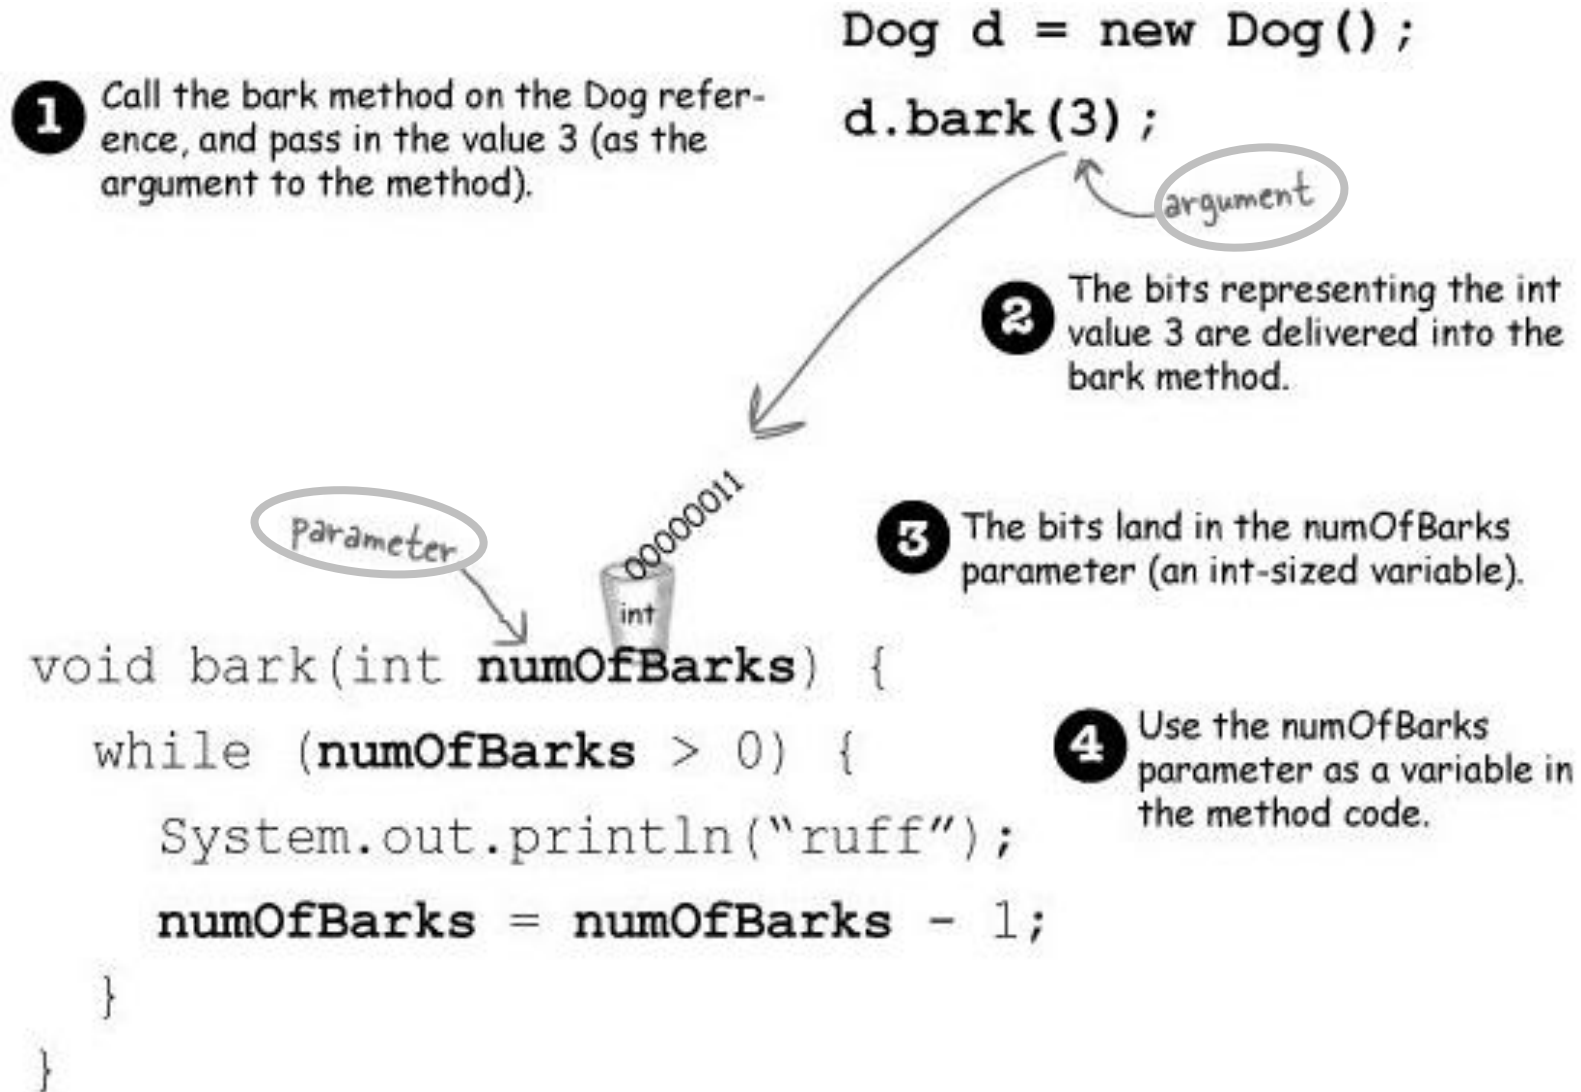 Dog d = new Dog();
1 Call the bark method on the Dog refer-
ence, and pass in the value 3 (as the
argument to the method).
d.bark(3);
argument
2 The bits representing the int
value 3 are delivered into the
bark method.
00000011
parameter
int
3 The bits land in the numOfBarks
parameter (an int-sized variable).
void bark(int numOfBarks) {
while (numOfBarks > 0) {
System.out.println("ruff");
numOfBarks = numOfBarks - 1;
}
}
4 Use the numOfBarks
parameter as a variable in
the method code.